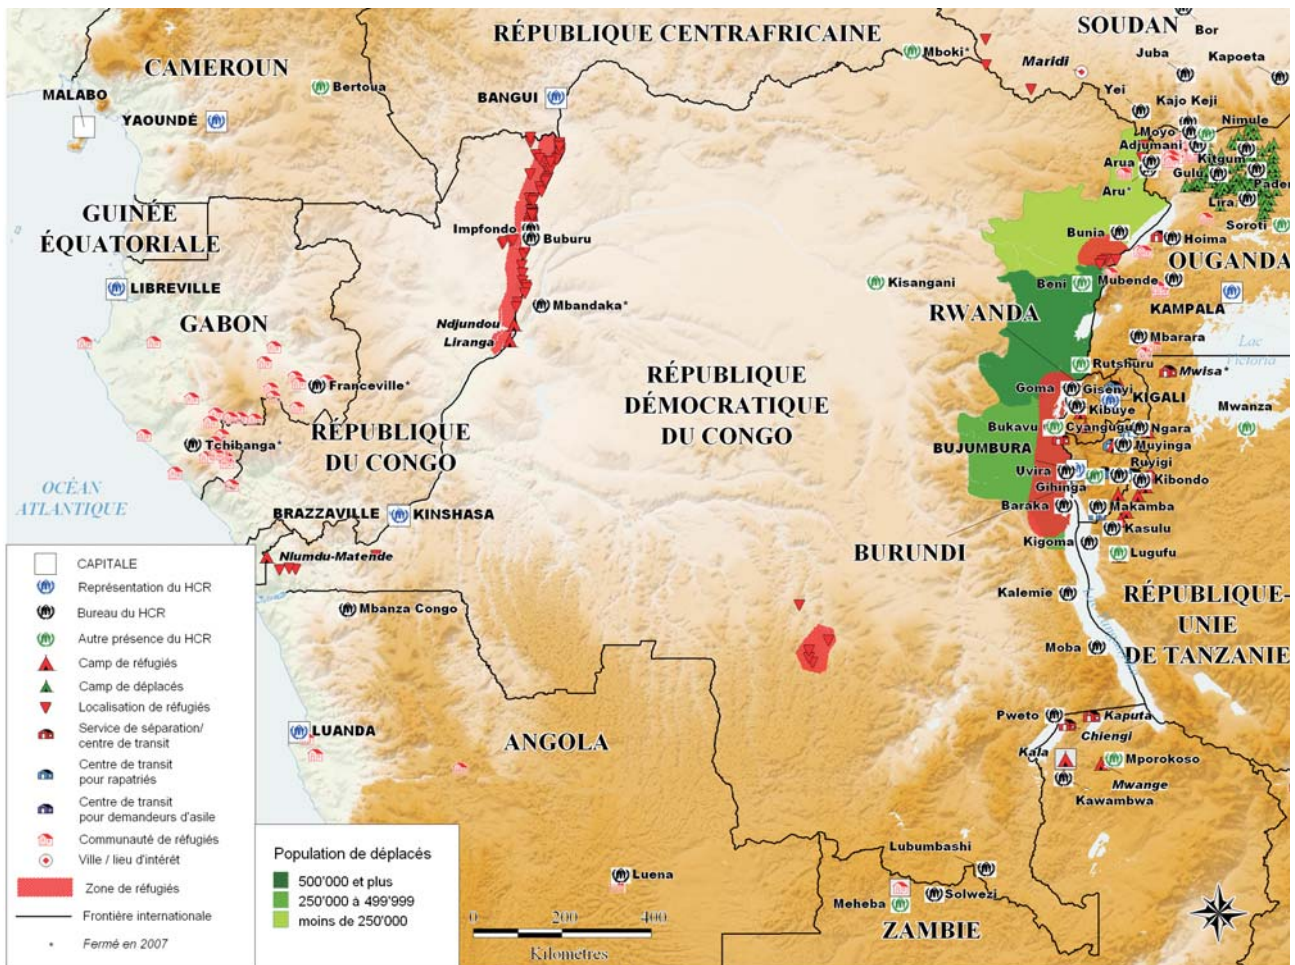 SOUDAN
Bor
RÉPUBLIQUE CENTRAFRICAINE
Mboki*
Juba
Kapoeta
Maridi
CAMEROUN
Bertoua
MALABO
YAOUNDÉ
BANGUI
Yei
Kajo Keji
Nimule
Moyo
Adjumani
Kitgum
Arua
Gulu
Pader
Aru*
Lira
GUINÉE
ÉQUATORIALE
Impfondo
Buburu
Bunia
Soroti
Hoima
OUGANDA
LIBREVILLE
Kisangani
Beni
Mubende
Mbandaka*
RWANDA
KAMPALA
GABON
Ndjundou
Liranga
Mbarara
Lac
Victoria
Rutshuru
Mwisa*
Franceville*
RÉPUBLIQUE
DÉMOCRATIQUE
DU CONGO
Goma
Gisenyi
KIGALI
Kibuye
Mwanza
RÉPUBLIQUE
DU CONGO
Tchibanga*
Bukavu
Cyangugu
Ngara
BUJUMBURA
Muyinga
Ruyigi
Uvira
Kibondo
Gihinga
OCÉAN
ATLANTIQUE
BRAZZAVILLE
KINSHASA
Baraka
Makamba
Kasulu
BURUNDI
Kigoma
Lugufu
Nlumdu-Matende
Mbanza Congo
Kalemie
RÉPUBLIQUE-
UNIE
DE TANZANIE
Moba
LUANDA
ANGOLA
Pweto
Kaputa
Chiengi
Kala
Mporokoso
Mwange
Kawambwa
Lubumbashi
Luena
Solwezi
Meheba
ZAMBIE
CAPITALE
Représentation du HCR
Bureau du HCR
Autre présence du HCR
Camp de réfugiés
Camp de déplacés
Localisation de réfugiés
Service de séparation/
centre de transit
Centre de transit
pour rapatriés
Centre de transit
pour demandeurs d'asile
Communauté de réfugiés
Ville / lieu d'intérêt
Zone de réfugiés
Frontière internationale
* Fermé en 2007
Population de déplacés
500'000 et plus
250'000 à 499'999
moins de 250'000
0 200 400
Kilometres